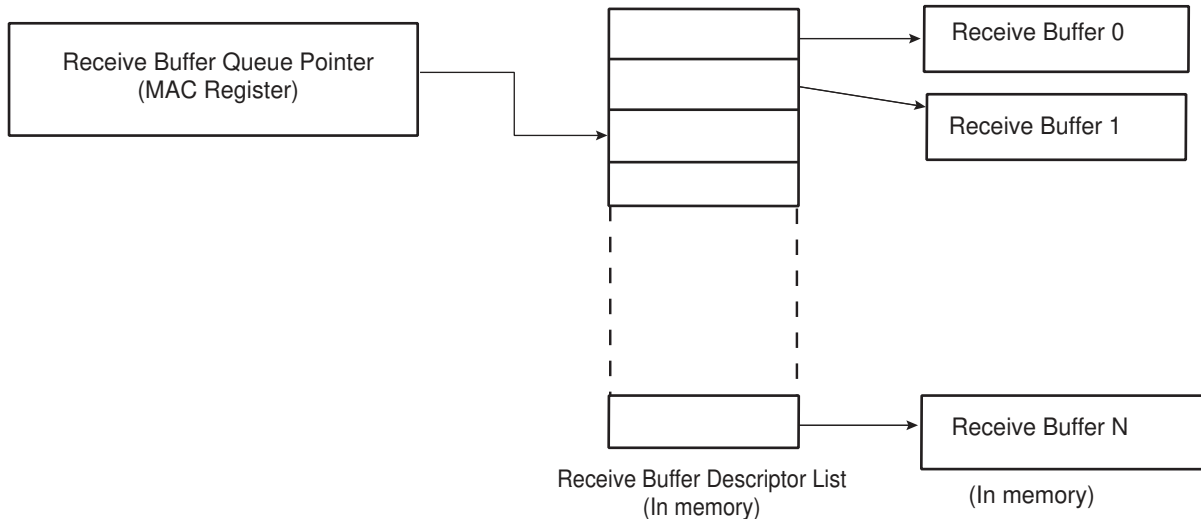 Receive Buffer Queue Pointer
(MAC Register)
Receive Buffer 0
Receive Buffer 1
Receive Buffer N
Receive Buffer Descriptor List
(In memory)
(In memory)